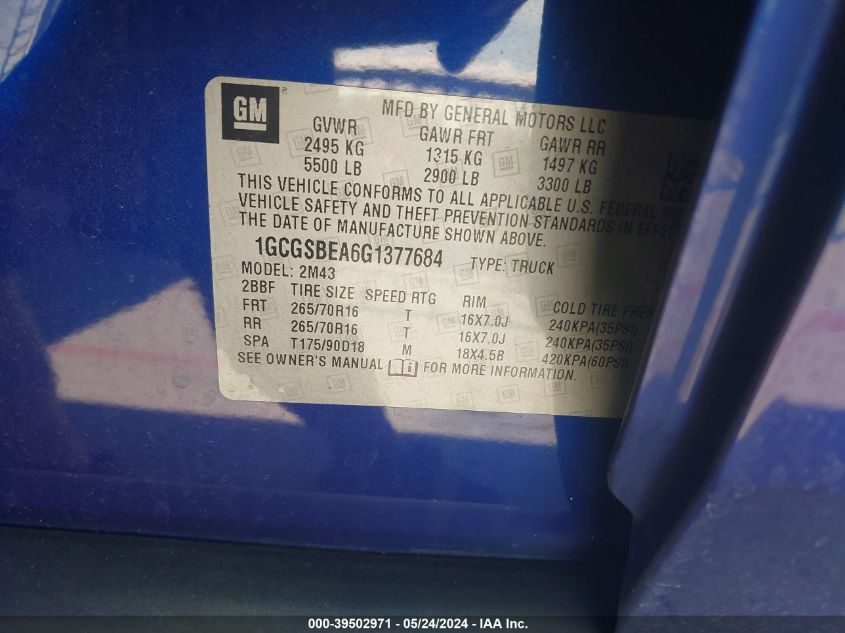 GM ®
MFD BY GENERAL MOTORS LLC
GVWR GAWR FRT GAWR RR
2495 KG 1315 KG 1497 KG
5500 LB 2900 LB 3300 LB
THIS VEHICLE CONFORMS TO ALL APPLICABLE U.S. FEDERAL
VEHICLE SAFETY AND THEFT PREVENTION STANDARDS IN EFFECT
THE DATE OF MANUFACTURE SHOWN ABOVE.
1GCGSBEA6G1377684 TYPE: TRUCK
MODEL: 2M43
2BBF TIRE SIZE SPEED RTG RIM COLD TIRE PRES
FRT 265/70R16 T 16X7.0J 240KPA(35PSI)
RR 265/70R16 T 16X7.0J 240KPA(35PSI)
SPA T175/90D18 M 18X4.5B 420KPA(60PSI)
SEE OWNER'S MANUAL FOR MORE INFORMATION.
000-39502971 - 05/24/2024 - IAA Inc.